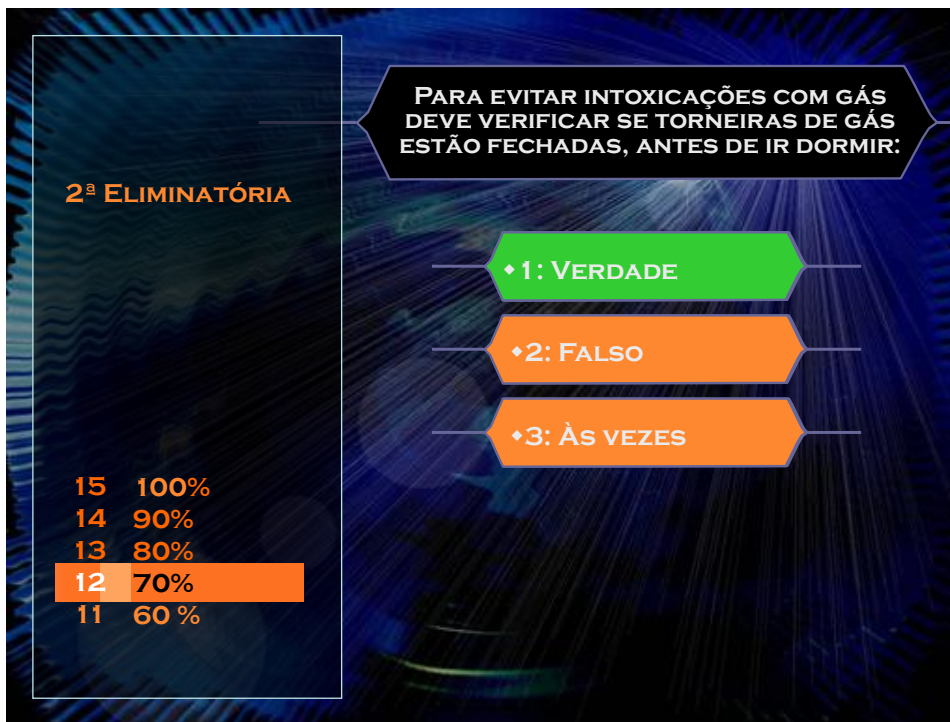 2ª Eliminatória
Para evitar intoxicações com gás
deve verificar se torneiras de gás
estão fechadas, antes de ir dormir:
◆1: Verdade
◆2: Falso
◆3: Às vezes
15 100%
14 90%
13 80%
12 70%
11 60 %